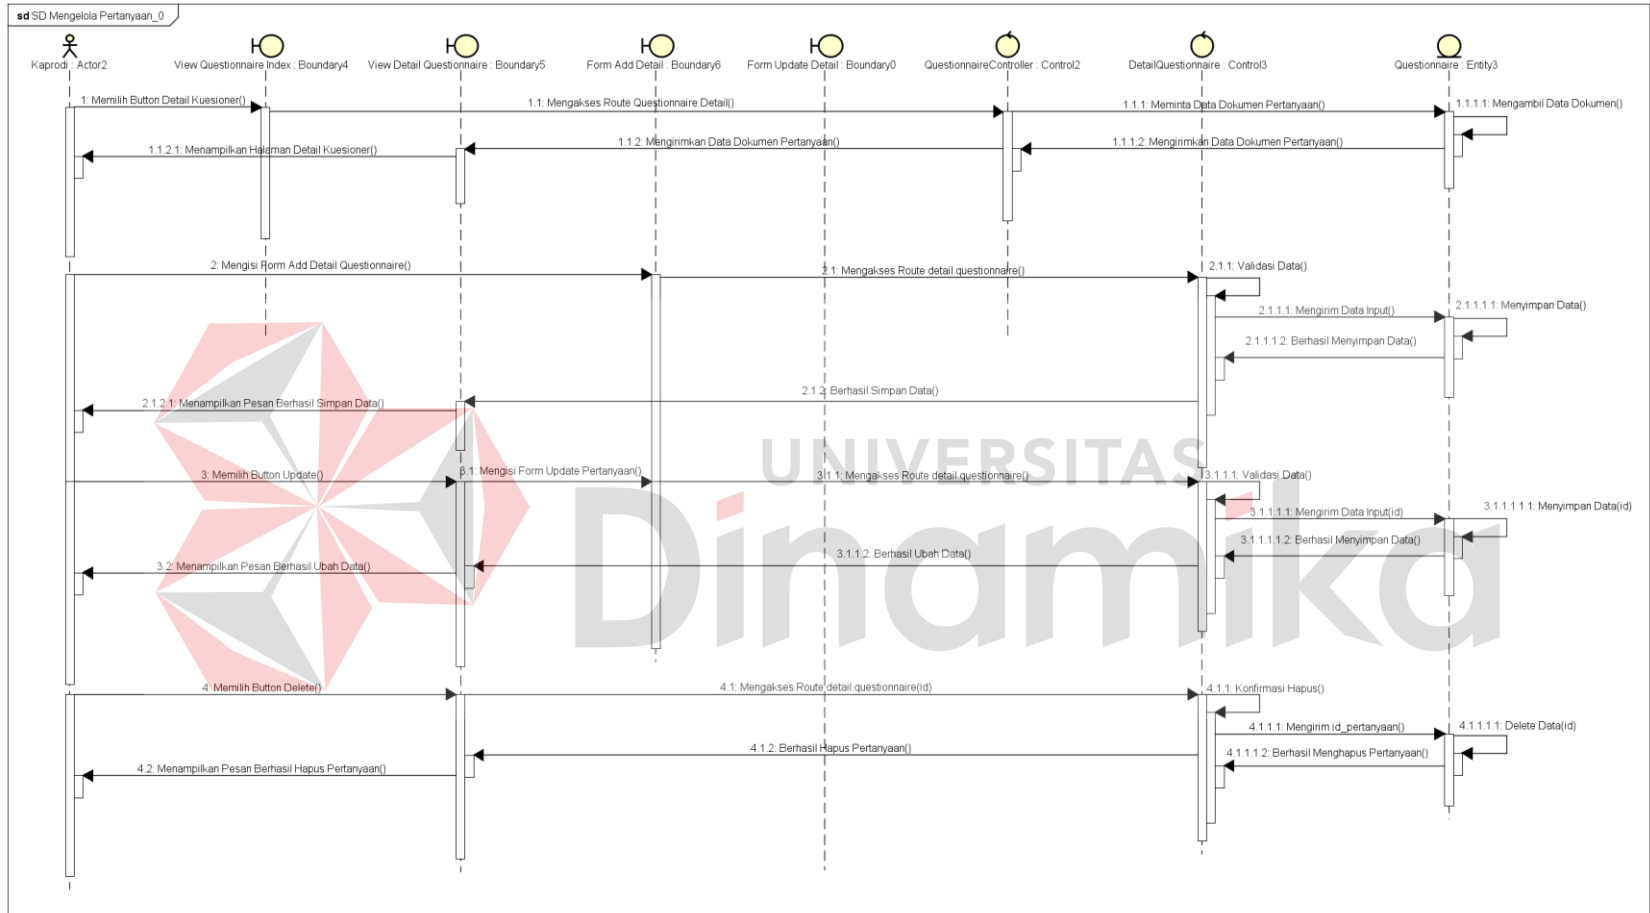 sd SD Mengelola Pertanyaan_0
Kaprodi : Actor2
View Questionnaire Index : Boundary4
View Detail Questionnaire : Boundary5
Form Add Detail : Boundary6
Form Update Detail : Boundary0
QuestionnaireController : Control2
DetailQuestionnaire : Control3
Questionnaire : Entity3
1: Memilih Button Detail Kuesioner()
1.1: Mengakses Route Questionnaire.Detail()
1.1.1: Meminta Data Dokumen Pertanyaan()
1.1.1.1: Mengambil Data Dokumen()
1.1.2.1: Menampilkan Halaman Detail Kuesioner()
1.1.2: Mengirimkan Data Dokumen Pertanyaan()
1.1.1.2: Mengirimkan Data Dokumen Pertanyaan()
2: Mengisi Form Add Detail Questionnaire()
2.1: Mengakses Route detail.questionnaire()
2.1.1: Validasi Data()
2.1.1.1: Mengirim Data Input()
2.1.1.1.1: Menyimpan Data()
2.1.1.1.2: Berhasil Menyimpan Data()
2.1.2: Berhasil Simpan Data()
2.1.2.1: Menampilkan Pesan Berhasil Simpan Data()
UNIVERSITAS
Dinamika
3: Memilih Button Update()
3.1: Mengisi Form Update Pertanyaan()
3.1.1: Mengakses Route detail.questionnaire()
3.1.1.1: Validasi Data()
3.1.1.1.1: Mengirim Data Input(id)
3.1.1.1.1.1: Menyimpan Data(id)
3.1.1.1.1.2: Berhasil Menyimpan Data()
3.1.1.2: Berhasil Ubah Data()
3.2: Menampilkan Pesan Berhasil Ubah Data()
4: Memilih Button Delete()
4.1: Mengakses Route detail.questionnaire(id)
4.1.1: Konfirmasi Hapus()
4.1.1.1: Mengirim id_pertanyaan()
4.1.1.1.1: Delete Data(id)
4.1.2: Berhasil Hapus Pertanyaan()
4.1.1.1.2: Berhasil Menghapus Pertanyaan()
4.2: Menampilkan Pesan Berhasil Hapus Pertanyaan()